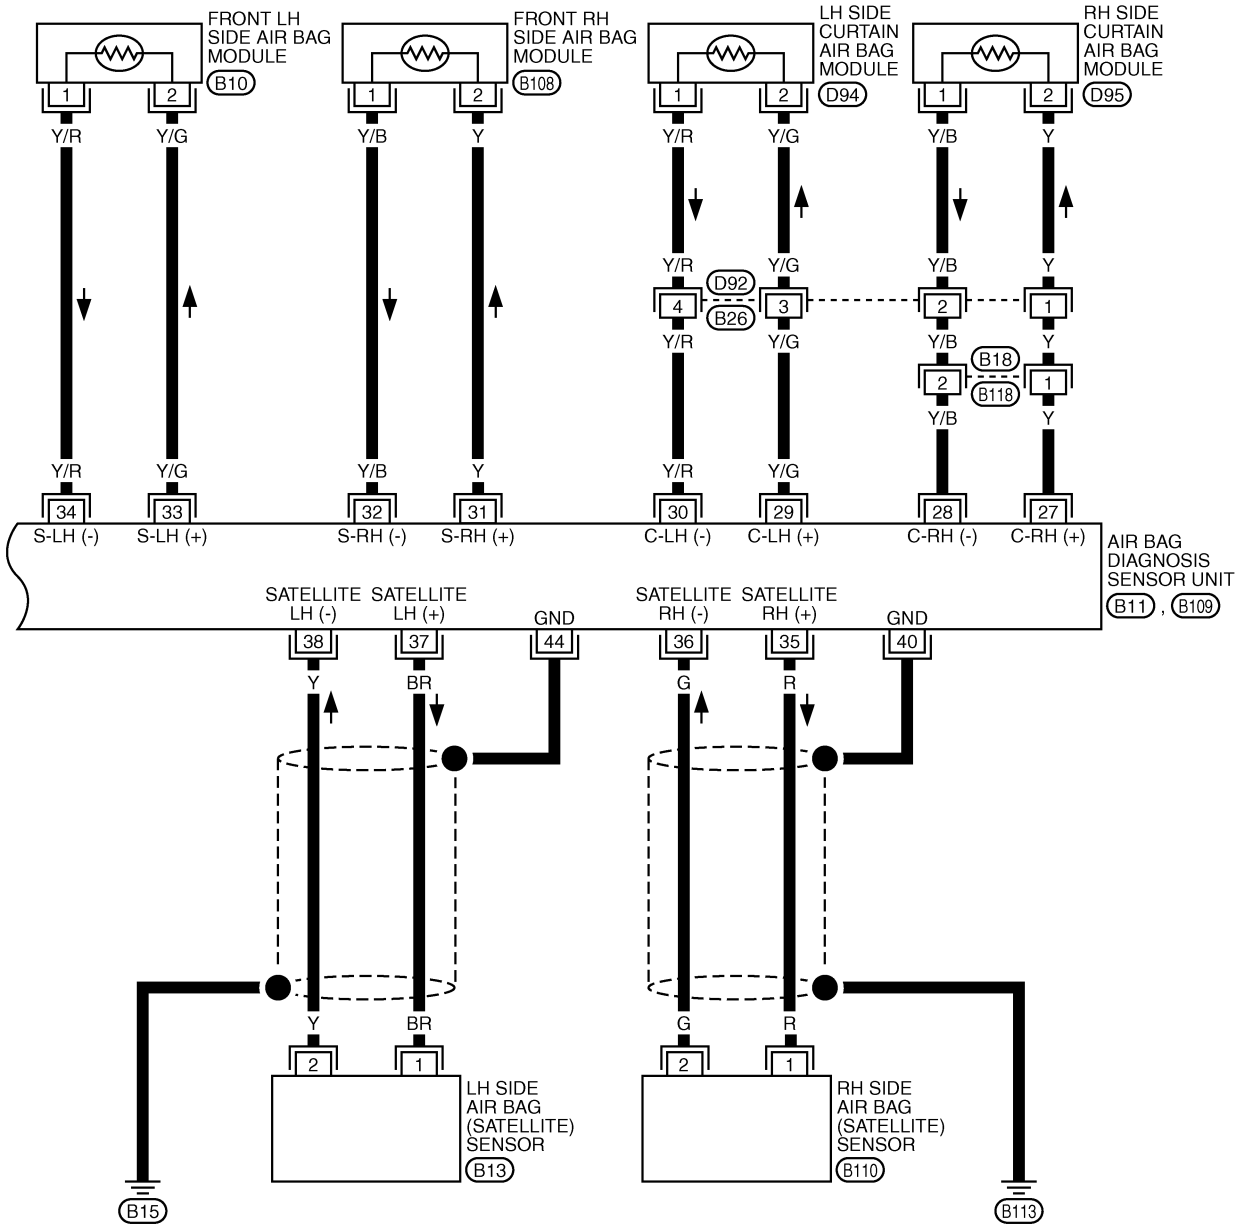 FRONT LH
SIDE AIR BAG
MODULE
B10
FRONT RH
SIDE AIR BAG
MODULE
B108
LH SIDE
CURTAIN
AIR BAG
MODULE
D94
RH SIDE
CURTAIN
AIR BAG
MODULE
D95
1 2 1 2 1 2 1 2
Y/R Y/G Y/B Y Y/R Y/G Y/B Y
Y/R Y/G Y/B Y
D92
4 3 2 1
B26
Y/R Y/G Y/B Y
B18
2 1
B118
Y/B Y
Y/R Y/G Y/B Y Y/R Y/G
34 33 32 31 30 29 28 27
S-LH (-) S-LH (+) S-RH (-) S-RH (+) C-LH (-) C-LH (+) C-RH (-) C-RH (+)
AIR BAG
DIAGNOSIS
SENSOR UNIT
B11 , B109
SATELLITE
LH (-)
SATELLITE
LH (+)
GND
SATELLITE
RH (-)
SATELLITE
RH (+)
GND
38 37 44 36 35 40
Y BR G R
Y BR G R
2 1 2 1
LH SIDE
AIR BAG
(SATELLITE)
SENSOR
B13
RH SIDE
AIR BAG
(SATELLITE)
SENSOR
B110
B15
B113